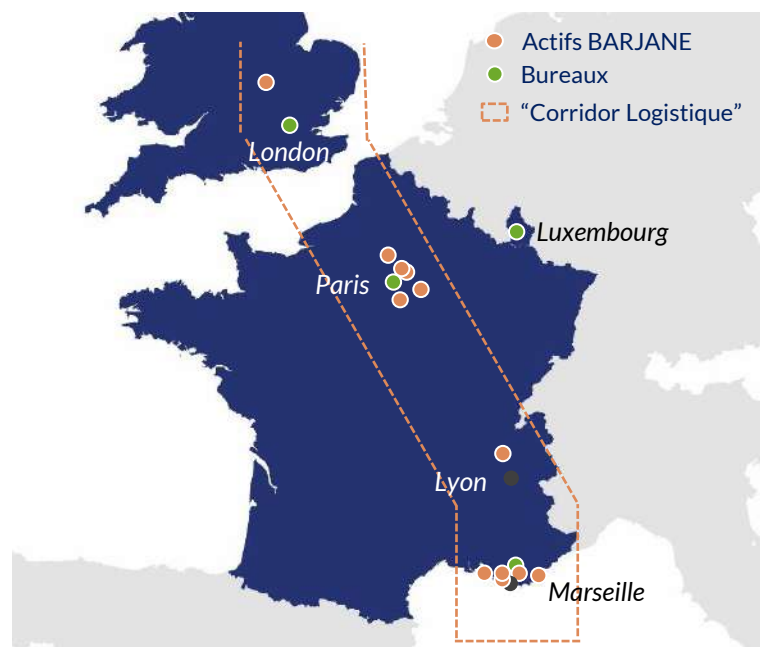 Actifs BARJANE
Bureaux
“Corridor Logistique”
London
Luxembourg
Paris
Lyon
Marseille